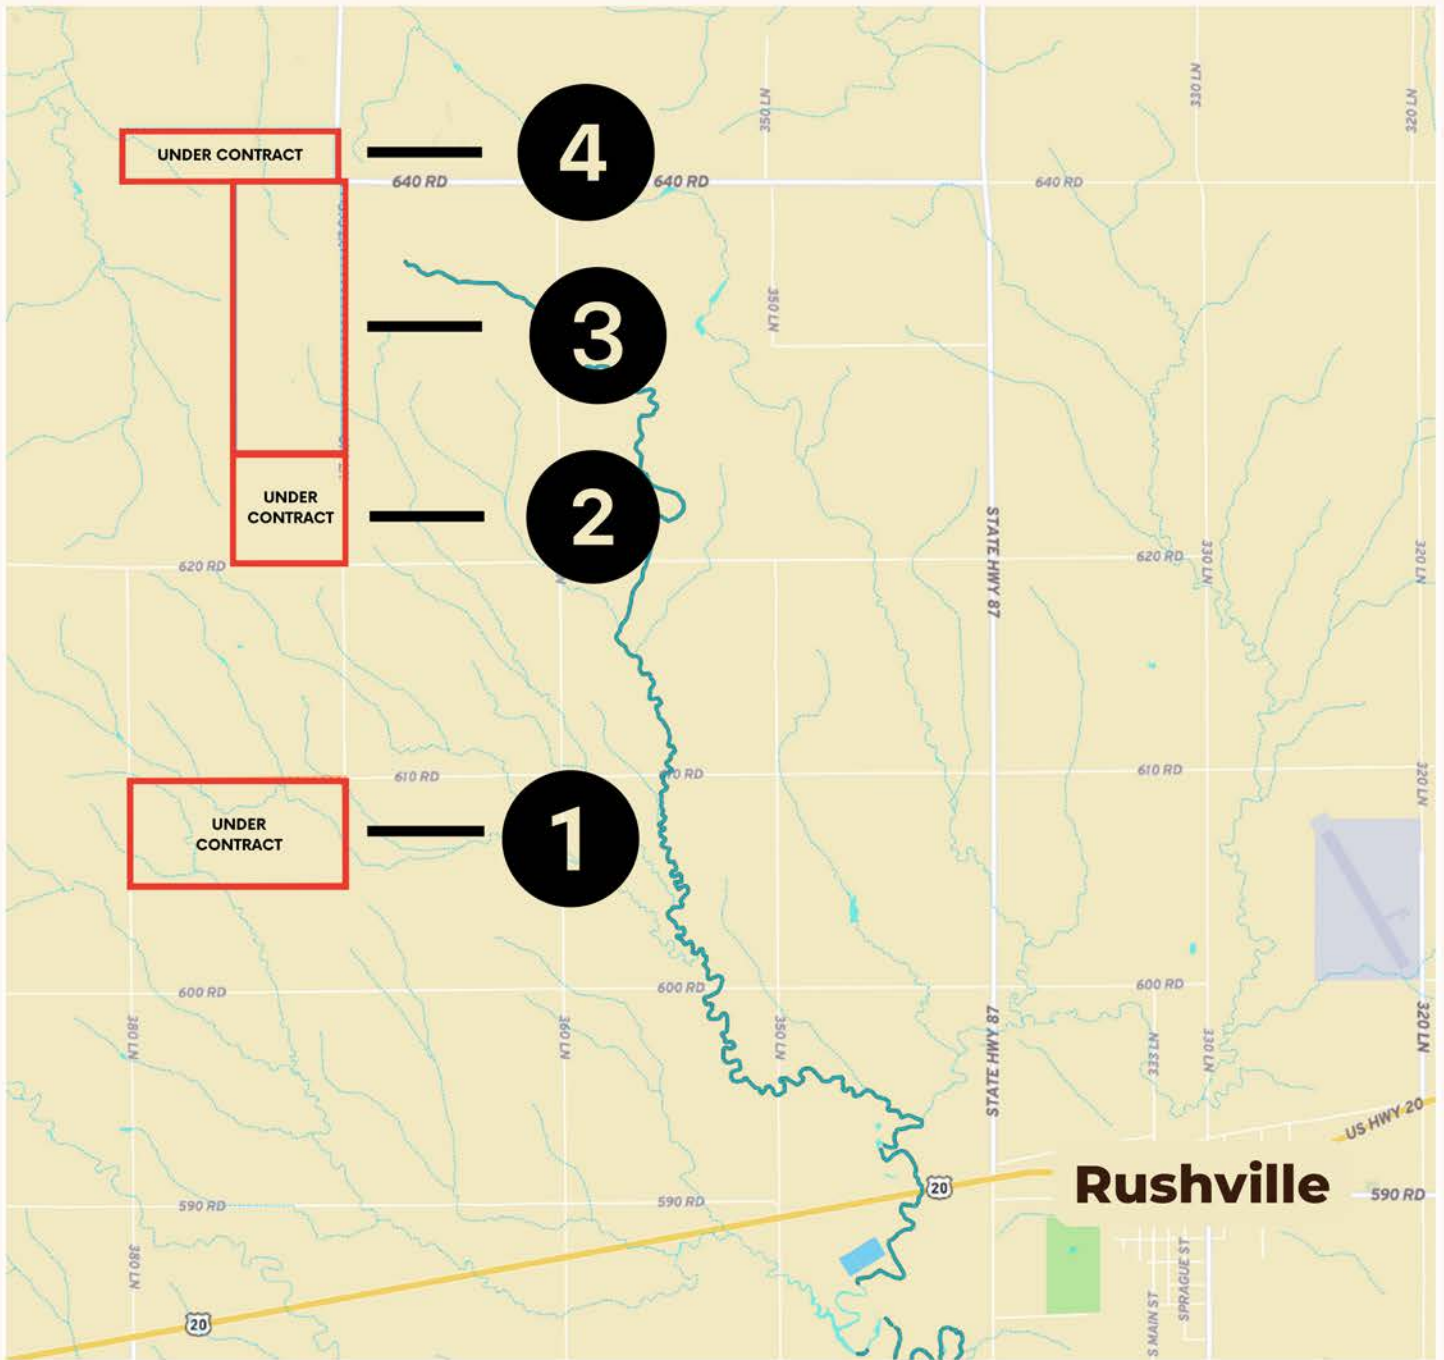 330 LN
350 LN
320 LN
4
UNDER CONTRACT
640 RD
640 RD
640 RD
3
350 LN
2
UNDER
CONTRACT
STATE HWY 87
620 RD
620 RD
330 LN
320 LN
610 RD
610 RD
320 LN
1
UNDER
CONTRACT
600 RD
600 RD
600 RD
380 LN
360 LN
350 LN
STATE HWY 87
333 LN
330 LN
320 LN
US HWY 20
Rushville
20
590 RD
590 RD
590 RD
380 LN
SPRAGUE ST
S MAIN ST
20